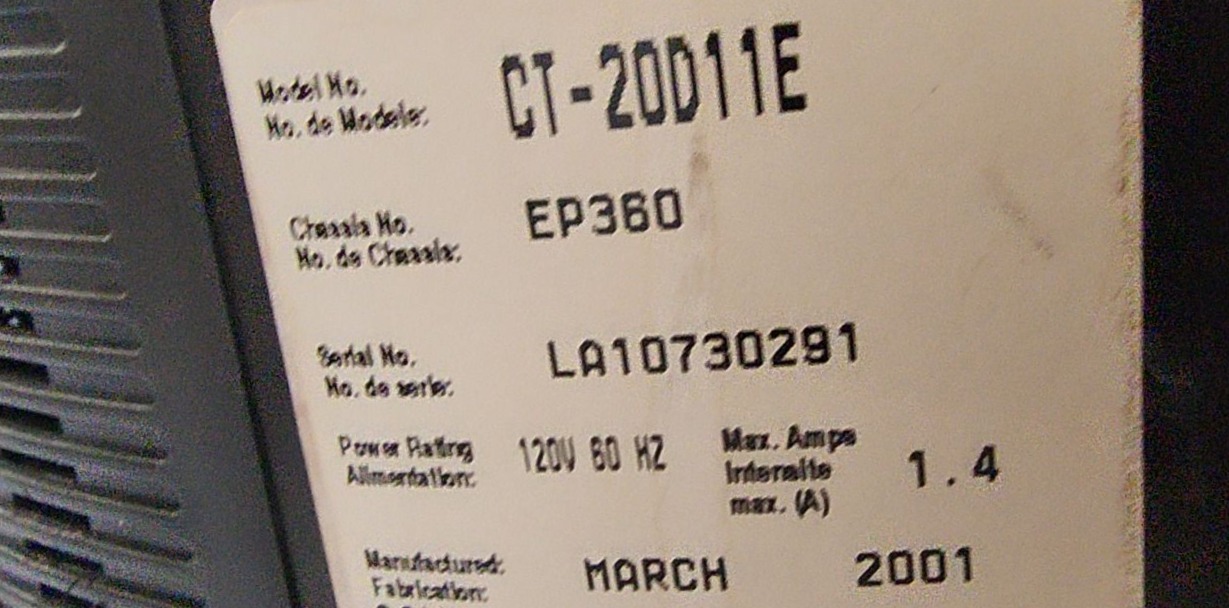 Model No.
No. de Modele:
CT-20D11E
Chassis No.
No. de Chassis:
EP360
Serial No.
No. de serie:
LA10730291
Power Rating
Alimentation:
120V 60 HZ
Max. Amps
Intensite
max. (A)
1.4
Manufactured:
Fabrication:
MARCH 2001